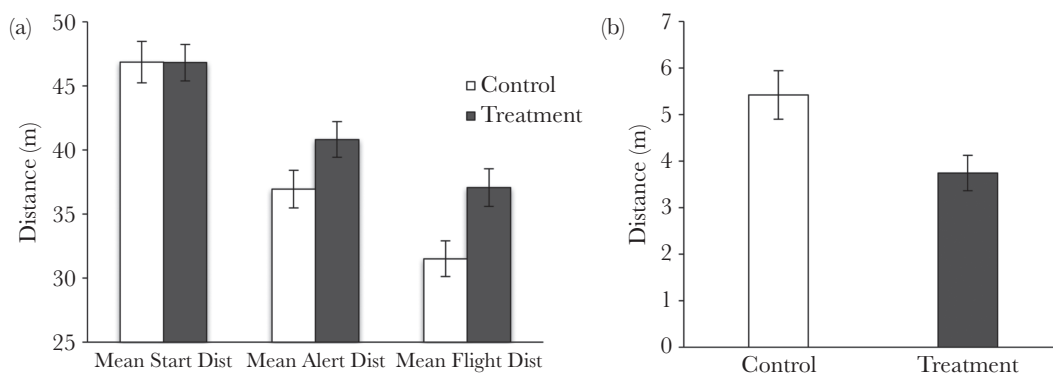 (a)
50
45
40
35
30
25
Distance (m)
Control
Treatment
Mean Start Dist Mean Alert Dist Mean Flight Dist
(b)
7
6
5
4
3
2
1
0
Distance (m)
Control Treatment